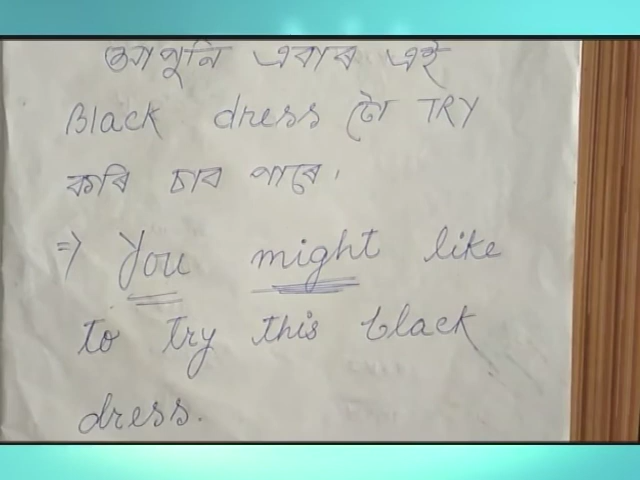 আপুনি এবাৰ এই
Black dress টো TRY
কৰি চাব পাৰে।
⇒ You might like
to try this black
dress.